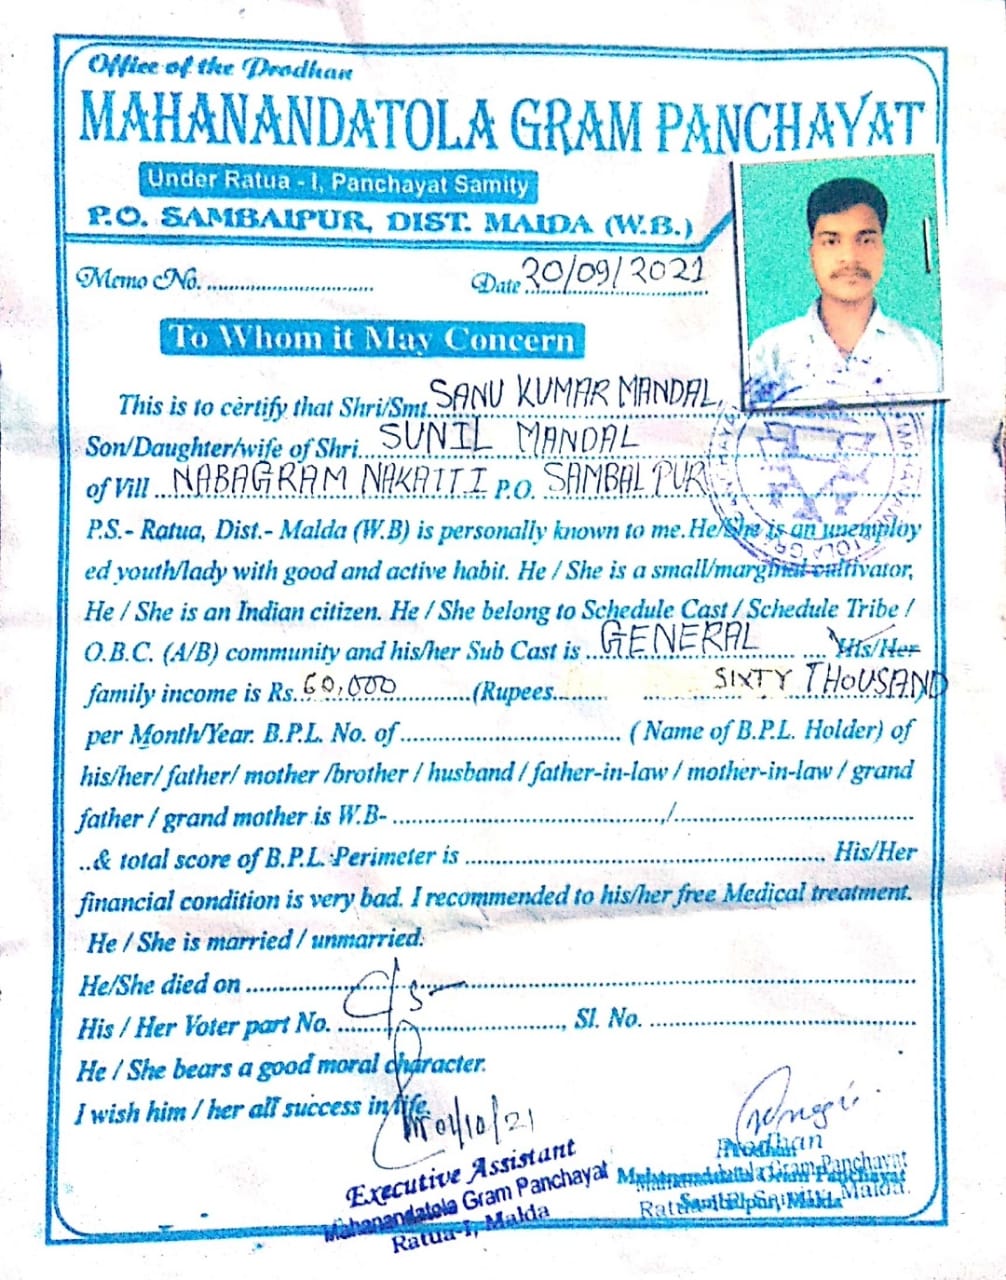 Office of the Prodhan
MAHANANDATOLA GRAM PANCHAYAT
Under Ratua - I, Panchayat Samity
P.O. SAMBALPUR, DIST. MALDA (W.B.)
Memo No. ............................ Date 20/09/2021
To Whom it May Concern
This is to certify that Shri/Smt. SANU KUMAR MANDAL,
Son/Daughter/wife of Shri... SUNIL MANDAL
of Vill ... NABAGRAM NAKATTI P.O. SAMBALPUR
P.S.- Ratua, Dist.- Malda (W.B) is personally known to me.He/She is an unemploy
ed youth/lady with good and active habit. He / She is a small/marginal cultivator,
He / She is an Indian citizen. He / She belong to Schedule Cast / Schedule Tribe /
O.B.C. (A/B) community and his/her Sub Cast is ... GENERAL ........ His/Her
family income is Rs. 60,000 ............(Rupees........ SIXTY THOUSAND
per Month/Year. B.P.L. No. of.................................... ( Name of B.P.L. Holder) of
his/her/ father/ mother /brother / husband / father-in-law / mother-in-law / grand
father / grand mother is W.B- ............................................./........................................
..& total score of B.P.L. Perimeter is ............................................................ His/Her
financial condition is very bad. I recommended to his/her free Medical treatment.
He / She is married / unmarried.
He/She died on ....................................................................................
His / Her Voter part No. ......................................, Sl. No. .............................................
He / She bears a good moral character.
I wish him / her all success in life.
01/10/21
Executive Assistant
Mahanandatola Gram Panchayat
Ratua-I, Malda
Prodhan
Mahanandatola Gram Panchayat
Malda